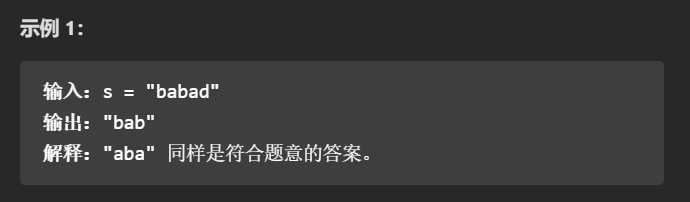 示例 1：
输入：s = "babad"
输出："bab"
解释："aba" 同样是符合题意的答案。